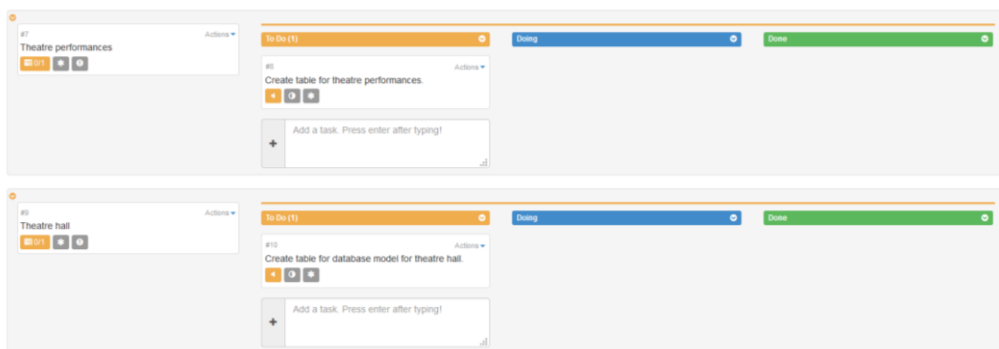 #7 Actions
Theatre performances
0/1
To Do (1) Doing Done
Actions
Create table for theatre performances.
Add a task. Press enter after typing!
#9 Actions
Theatre hall
0/1
To Do (1) Doing Done
#10 Actions
Create table for database model for theatre hall.
Add a task. Press enter after typing!